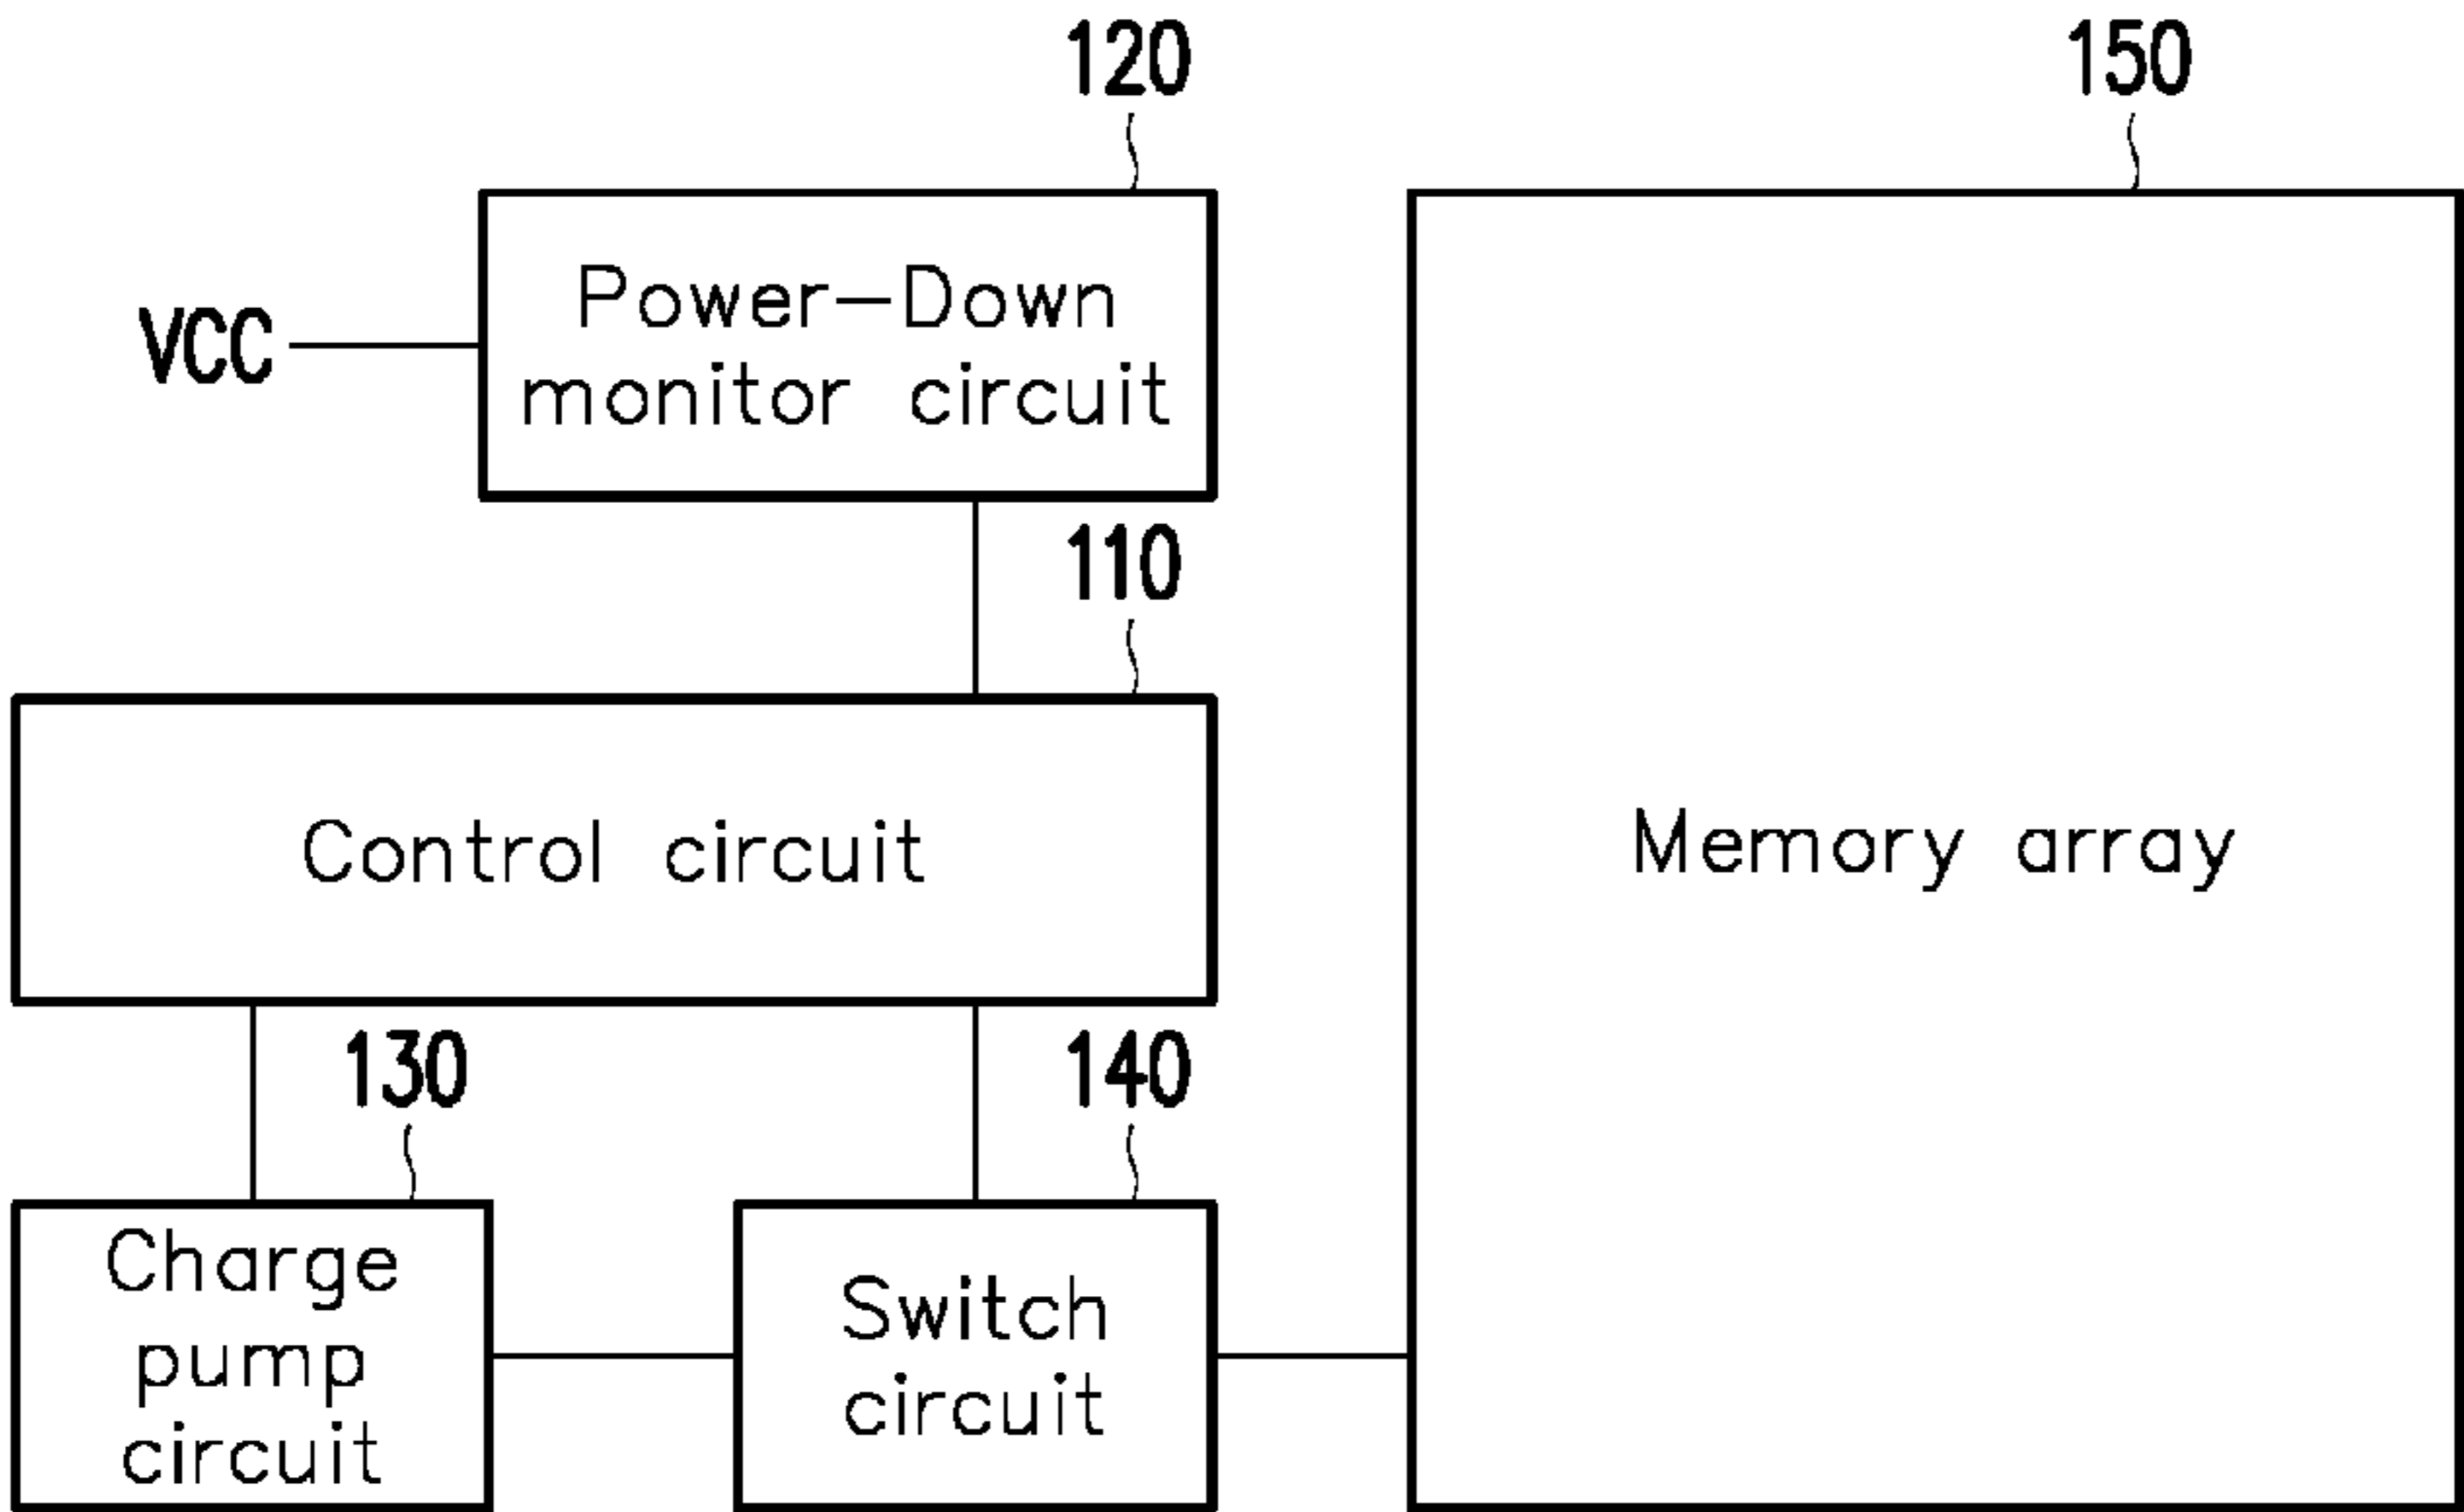 120
150
VCC
Power-Down
monitor circuit
110
Control circuit
Memory array
130
140
Charge
pump
circuit
Switch
circuit